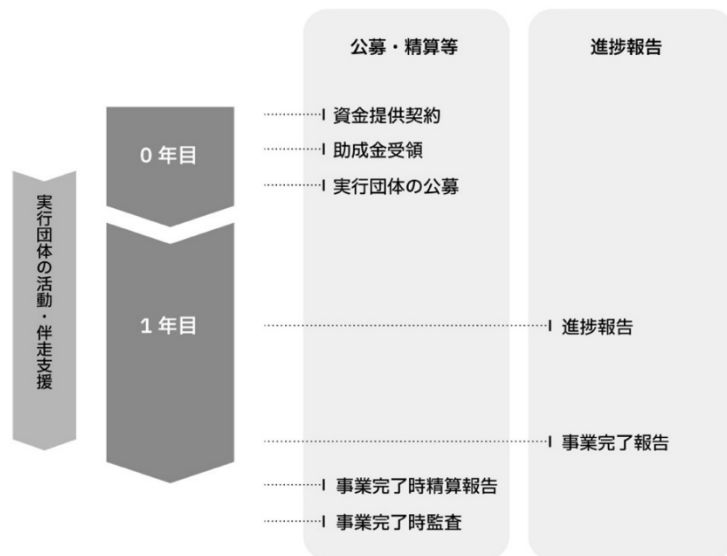 公募・精算等
進捗報告
資金提供契約
0年目
助成金受領
実行団体の公募
実行団体の活動・伴走支援
1年目
進捗報告
事業完了報告
事業完了時精算報告
事業完了時監査